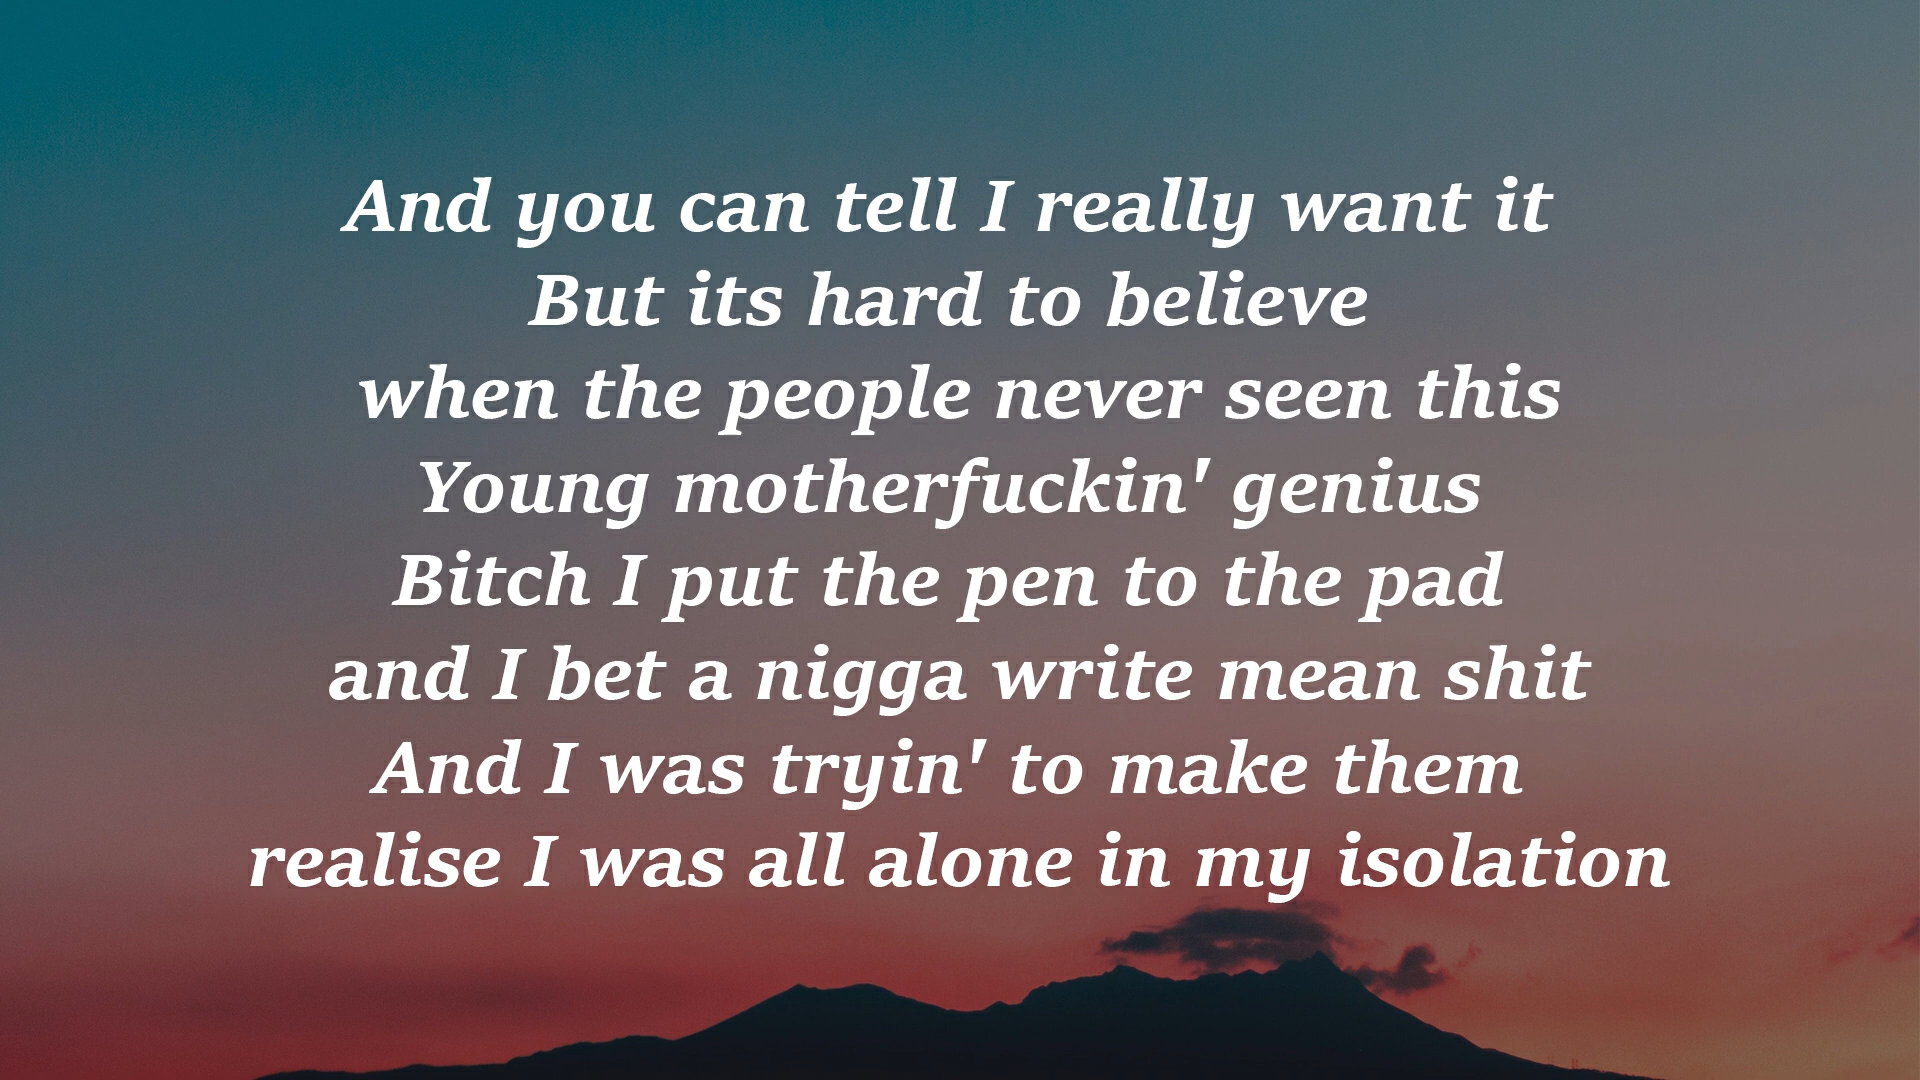 And you can tell I really want it
But its hard to believe
when the people never seen this
Young motherfuckin' genius
Bitch I put the pen to the pad
and I bet a nigga write mean shit
And I was tryin' to make them
realise I was all alone in my isolation